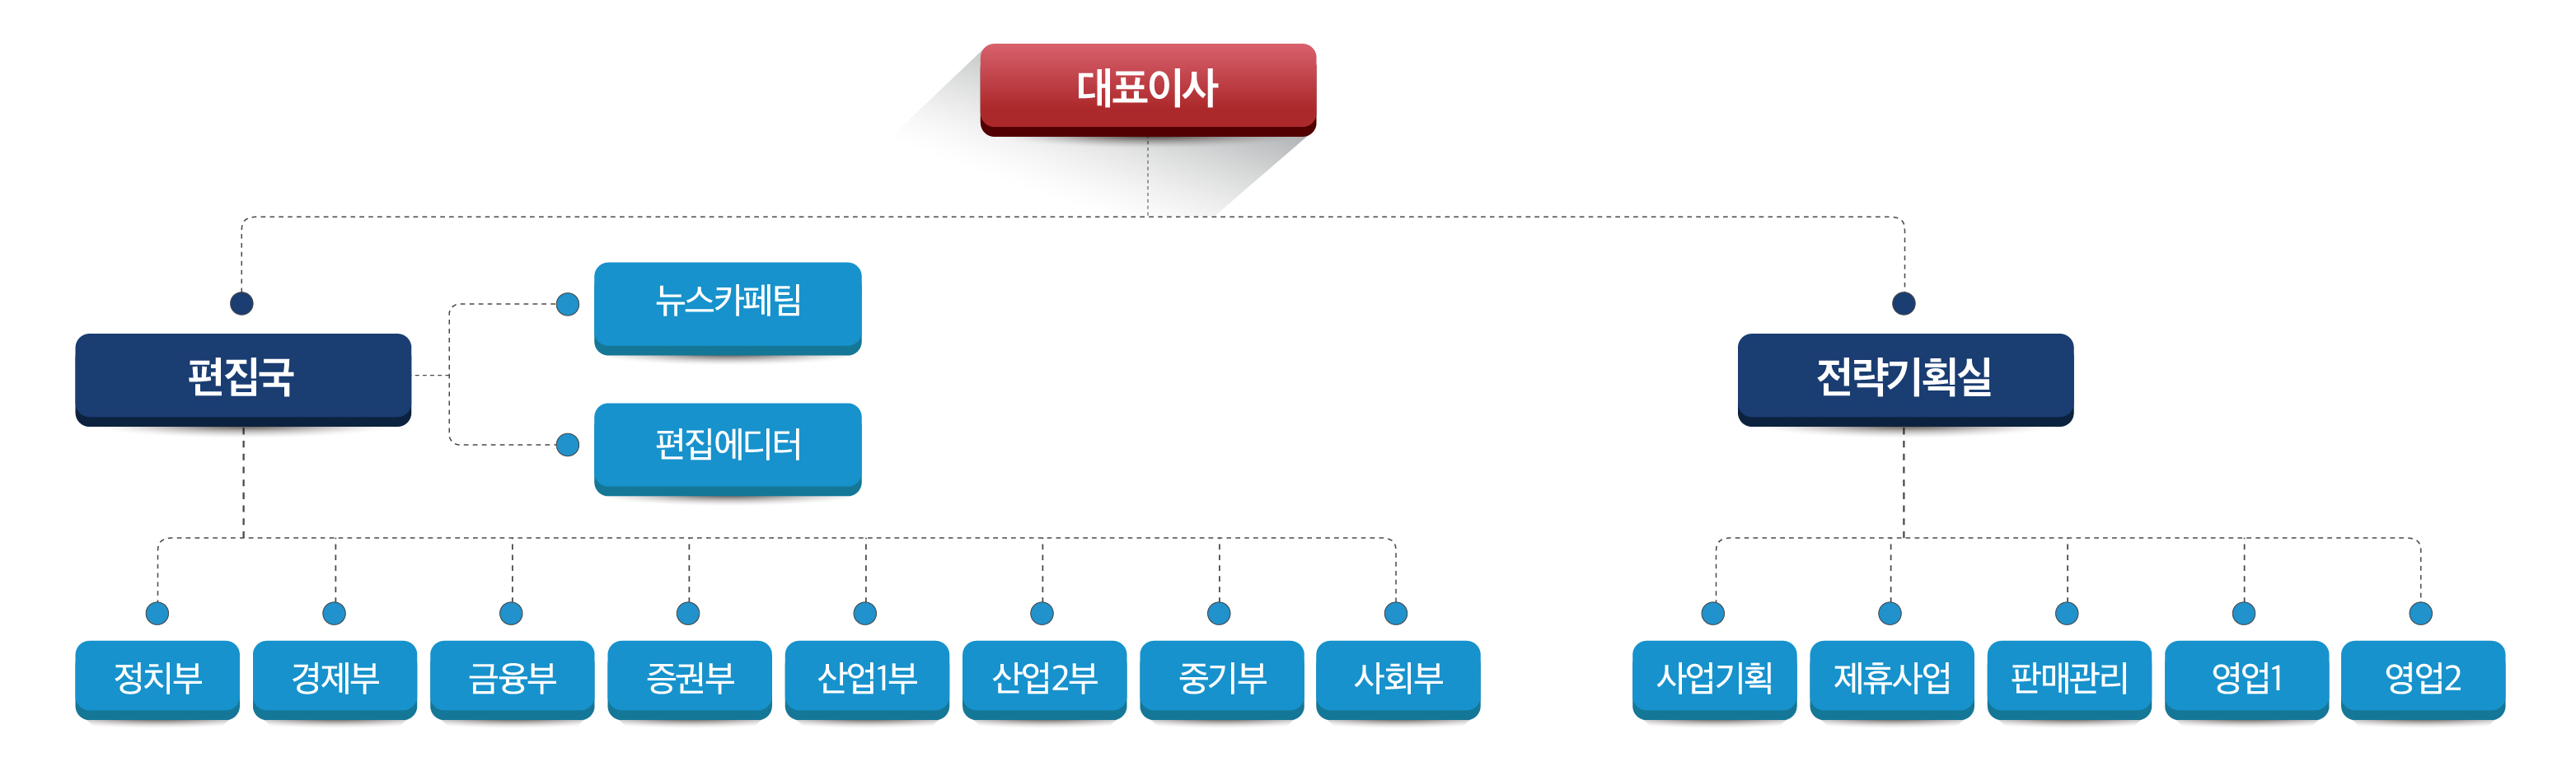 대표이사
뉴스카페팀
편집국
전략기획실
편집에디터
정치부
경제부
금융부
증권부
산업1부
산업2부
중기부
사회부
사업기획
제휴사업
판매관리
영업1
영업2